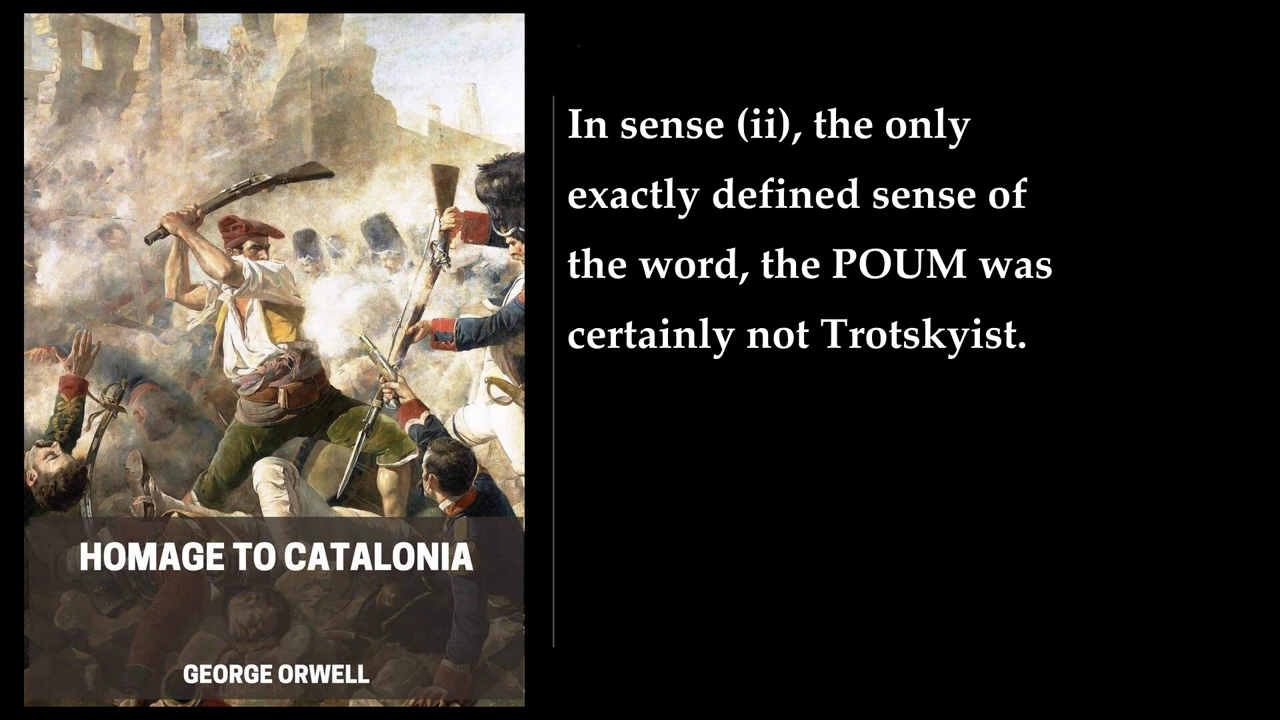 HOMAGE TO CATALONIA
GEORGE ORWELL
In sense (ii), the only
exactly defined sense of
the word, the POUM was
certainly not Trotskyist.